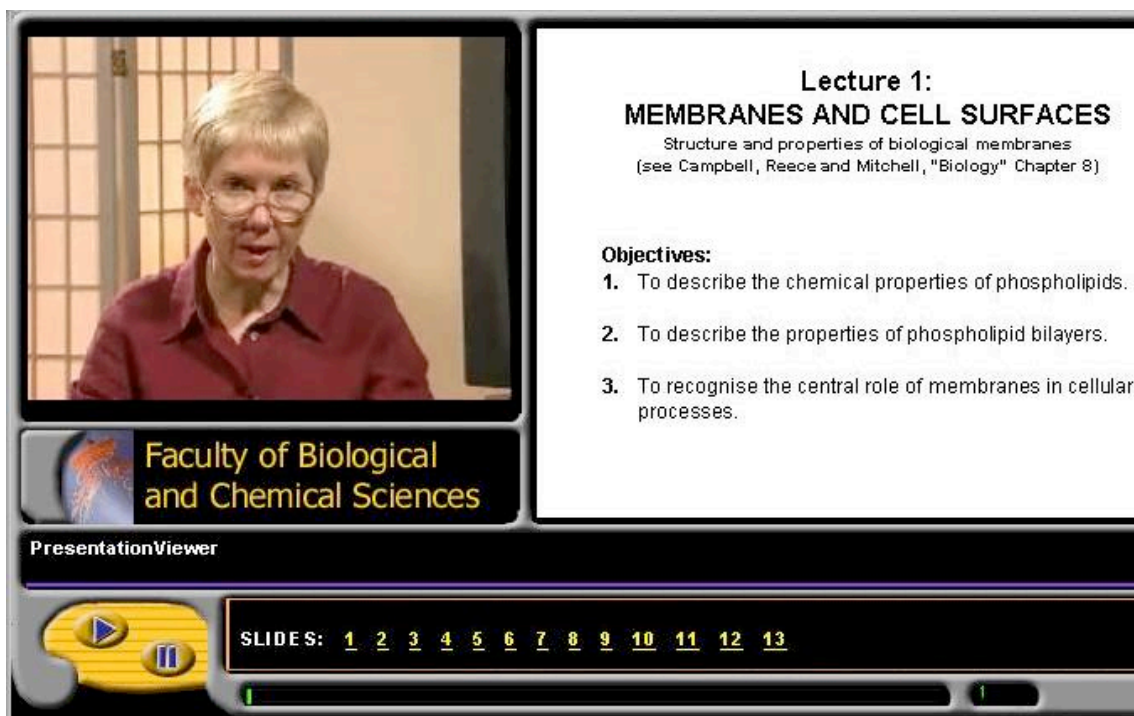 Lecture 1:
MEMBRANES AND CELL SURFACES
Structure and properties of biological membranes
(see Campbell, Reece and Mitchell, "Biology" Chapter 8)
Objectives:
1. To describe the chemical properties of phospholipids.
2. To describe the properties of phospholipid bilayers.
3. To recognise the central role of membranes in cellular
processes.
Faculty of Biological
and Chemical Sciences
PresentationViewer
SLIDES: 1 2 3 4 5 6 7 8 9 10 11 12 13
1